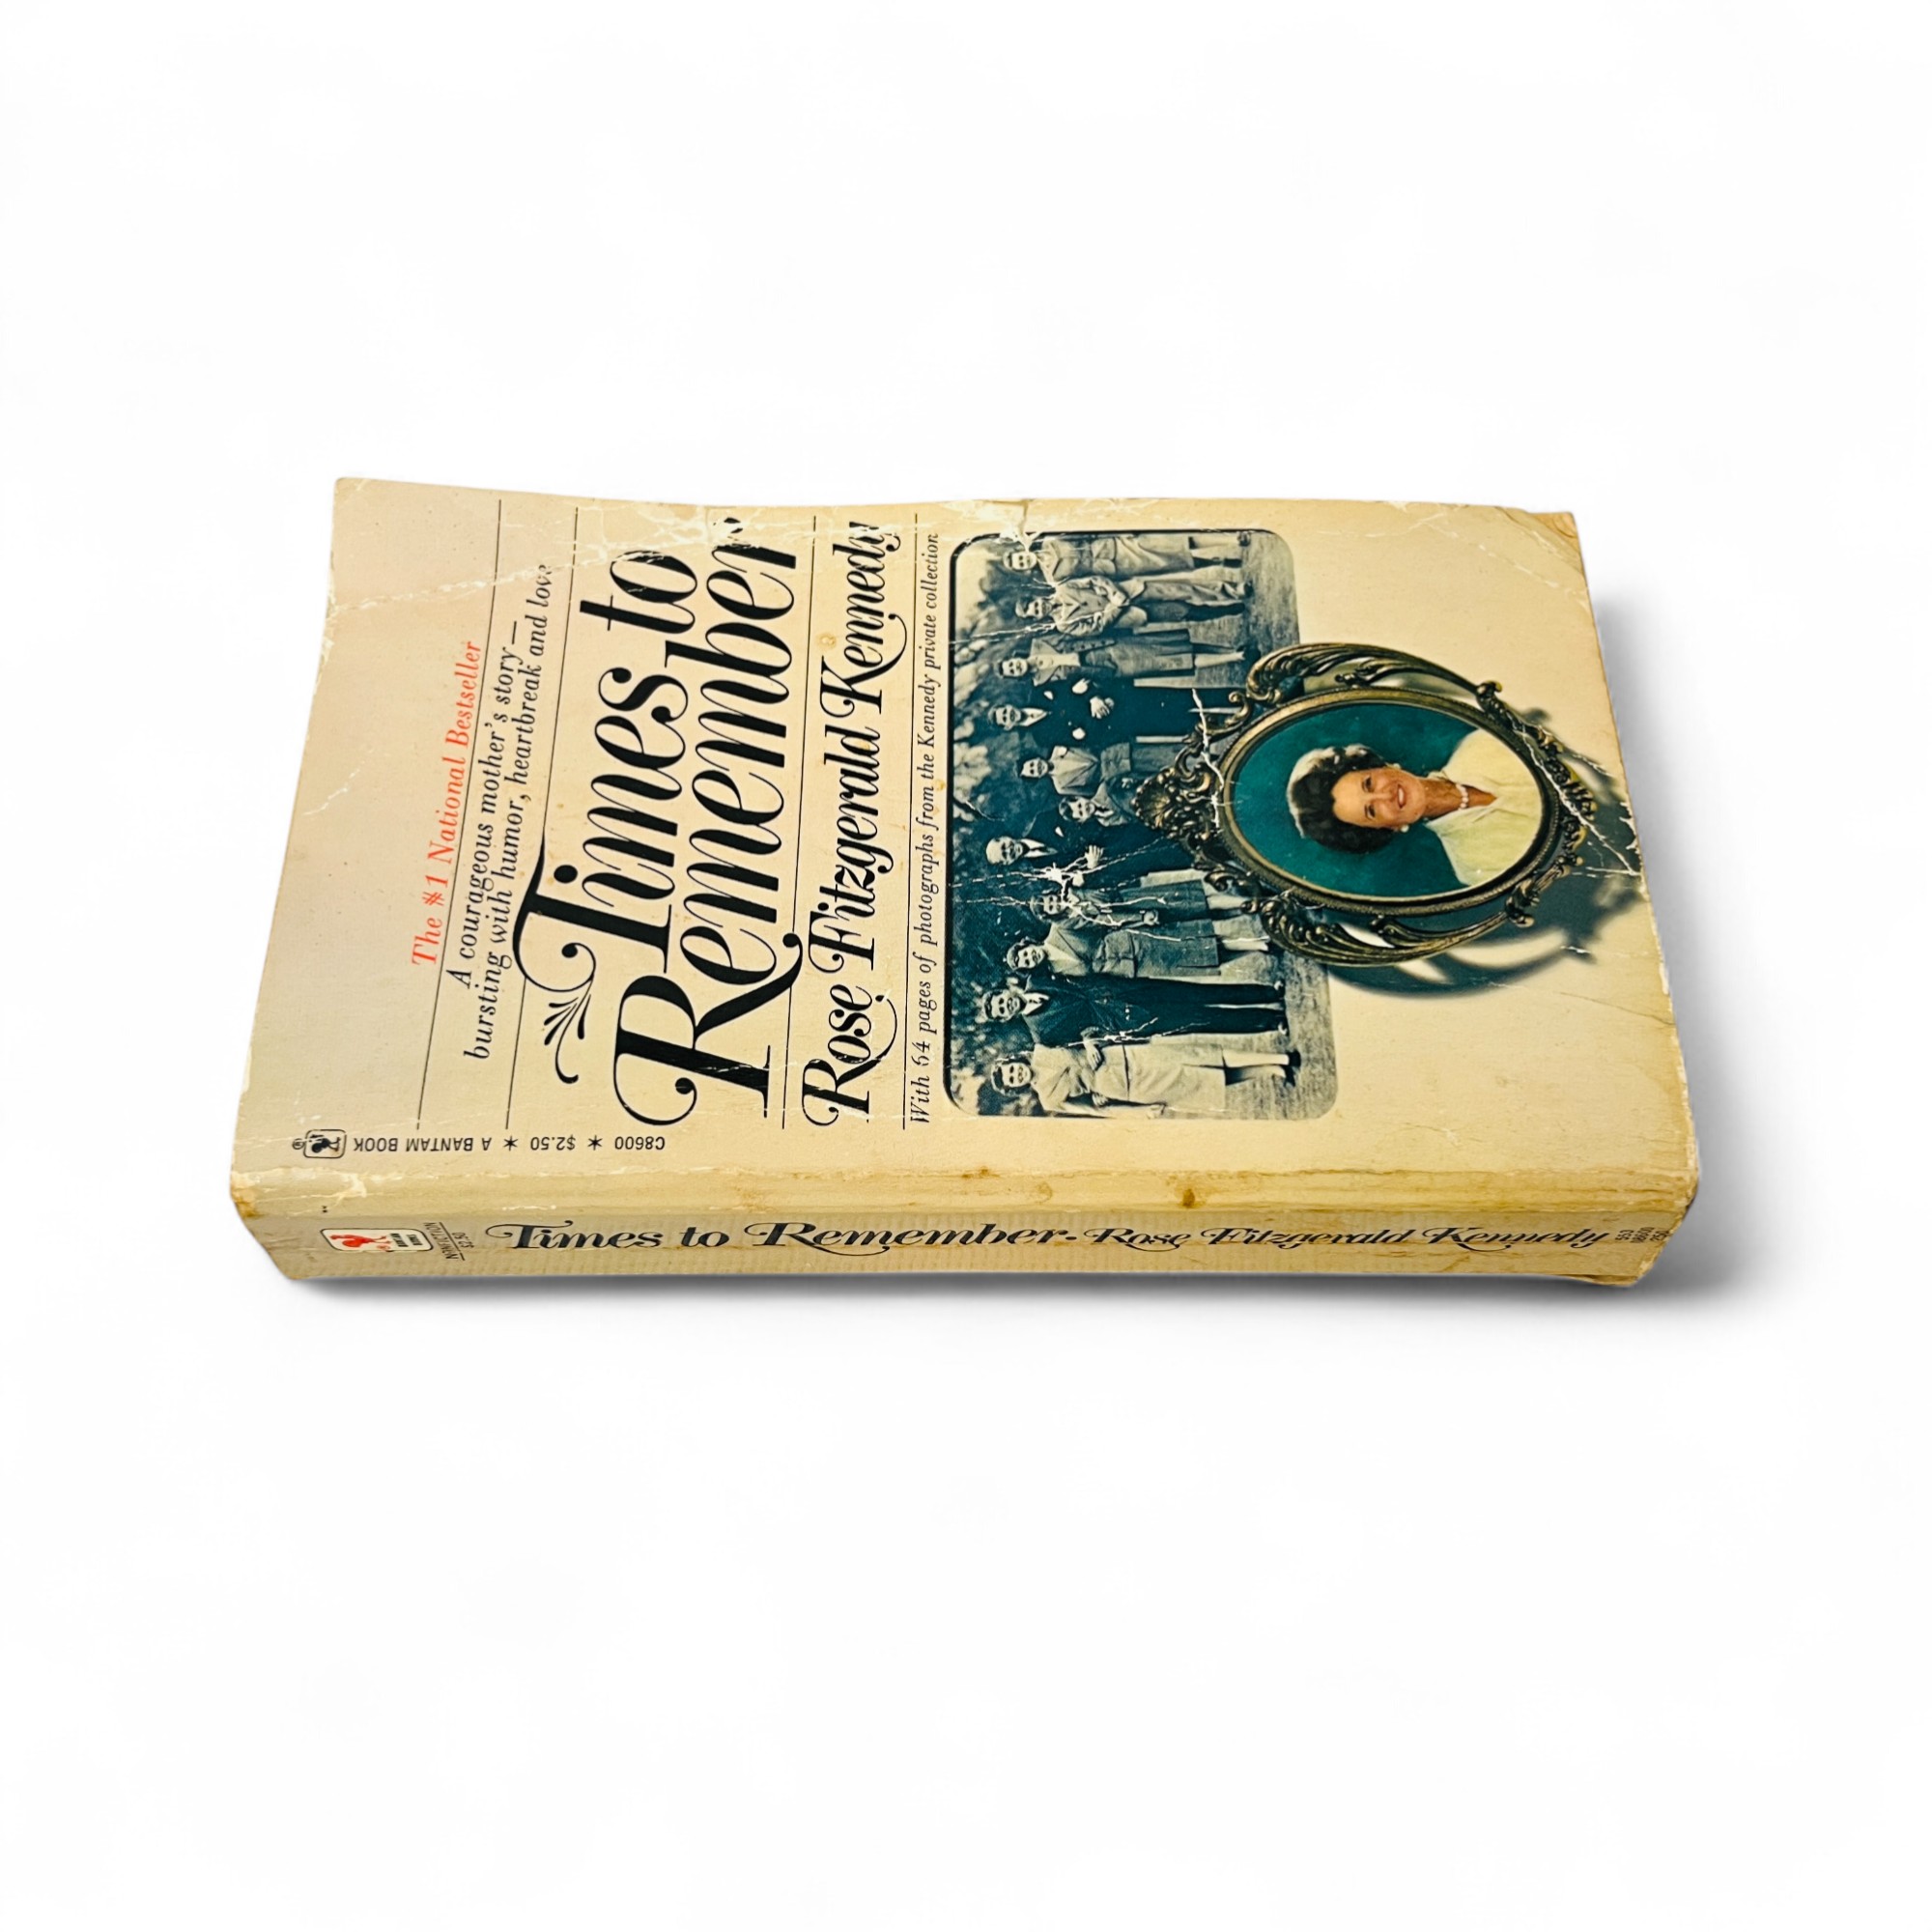 The #1 National Bestseller
A courageous mother's story—
bursting with humor, heartbreak and love
Times to
Remember
Rose Fitzgerald Kennedy
With 64 pages of photographs from the Kennedy private collection
C8600 ★ $2.50 ★ A BANTAM BOOK
NONFICTION
Times to Remember · Rose Fitzgerald Kennedy